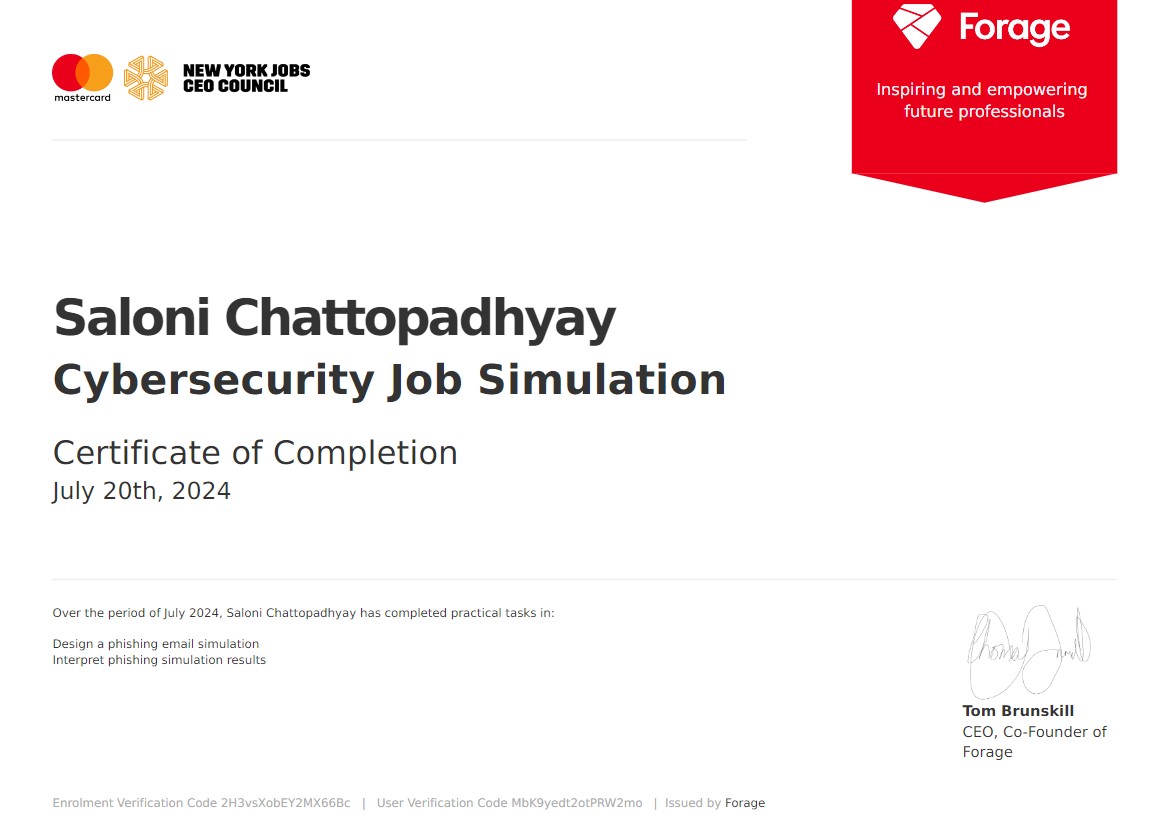 mastercard
NEW YORK JOBS
CEO COUNCIL
Forage
Inspiring and empowering
future professionals
Saloni Chattopadhyay
Cybersecurity Job Simulation
Certificate of Completion
July 20th, 2024
Over the period of July 2024, Saloni Chattopadhyay has completed practical tasks in:
Design a phishing email simulation
Interpret phishing simulation results
Tom Brunskill
CEO, Co-Founder of
Forage
Enrolment Verification Code 2H3vsXobEY2MX66Bc | User Verification Code MbK9yedt2otPRW2mo | Issued by Forage